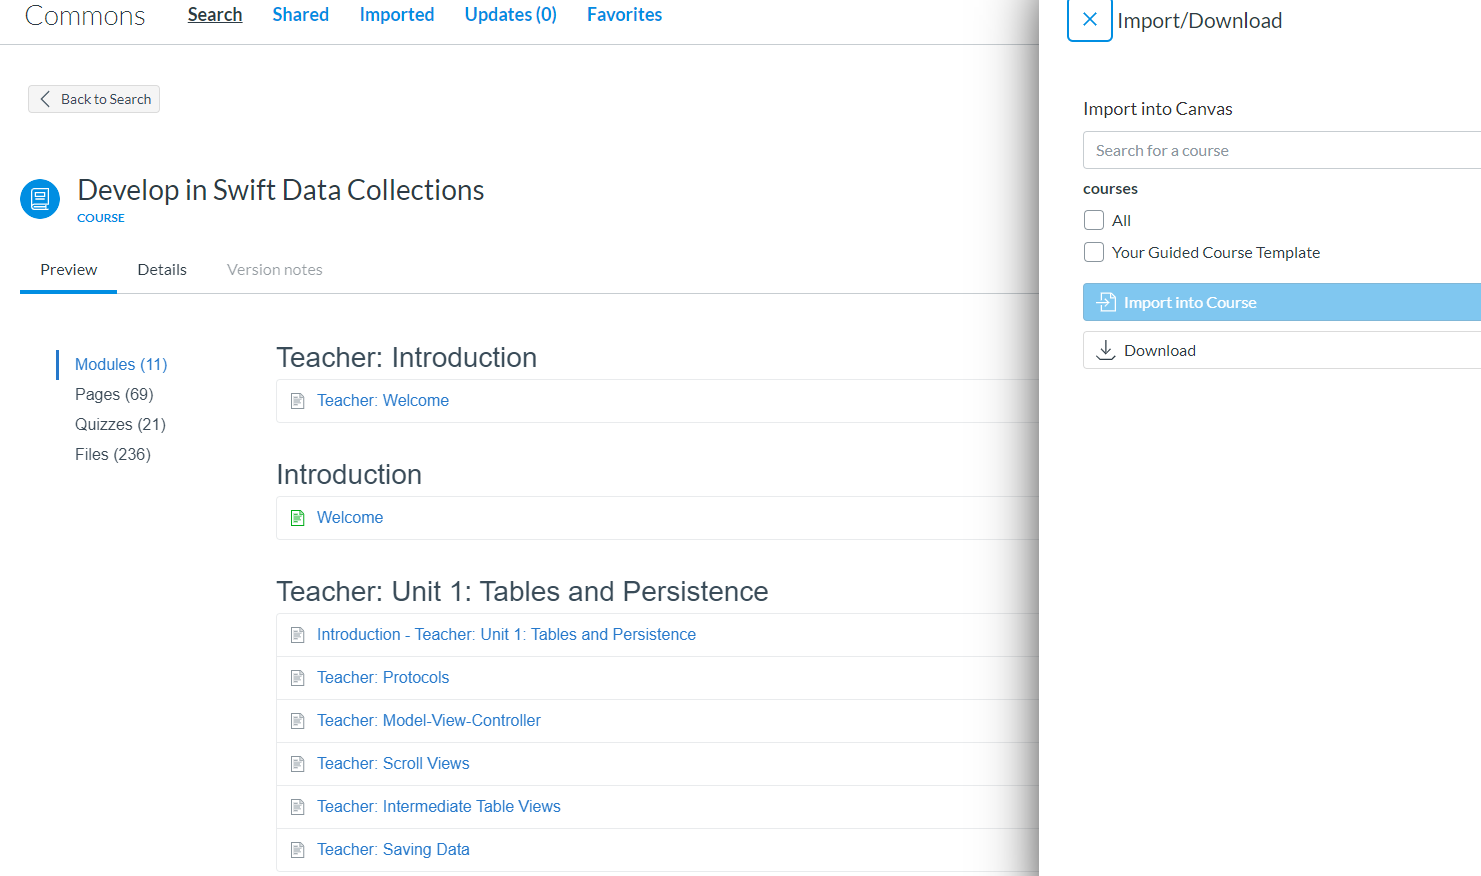 Commons
Search
Shared
Imported
Updates (0)
Favorites
Back to Search
Develop in Swift Data Collections
COURSE
Preview
Details
Version notes
Modules (11)
Pages (69)
Quizzes (21)
Files (236)
Teacher: Introduction
Teacher: Welcome
Introduction
Welcome
Teacher: Unit 1: Tables and Persistence
Introduction - Teacher: Unit 1: Tables and Persistence
Teacher: Protocols
Teacher: Model-View-Controller
Teacher: Scroll Views
Teacher: Intermediate Table Views
Teacher: Saving Data
Import/Download
Import into Canvas
Search for a course
courses
All
Your Guided Course Template
Import into Course
Download